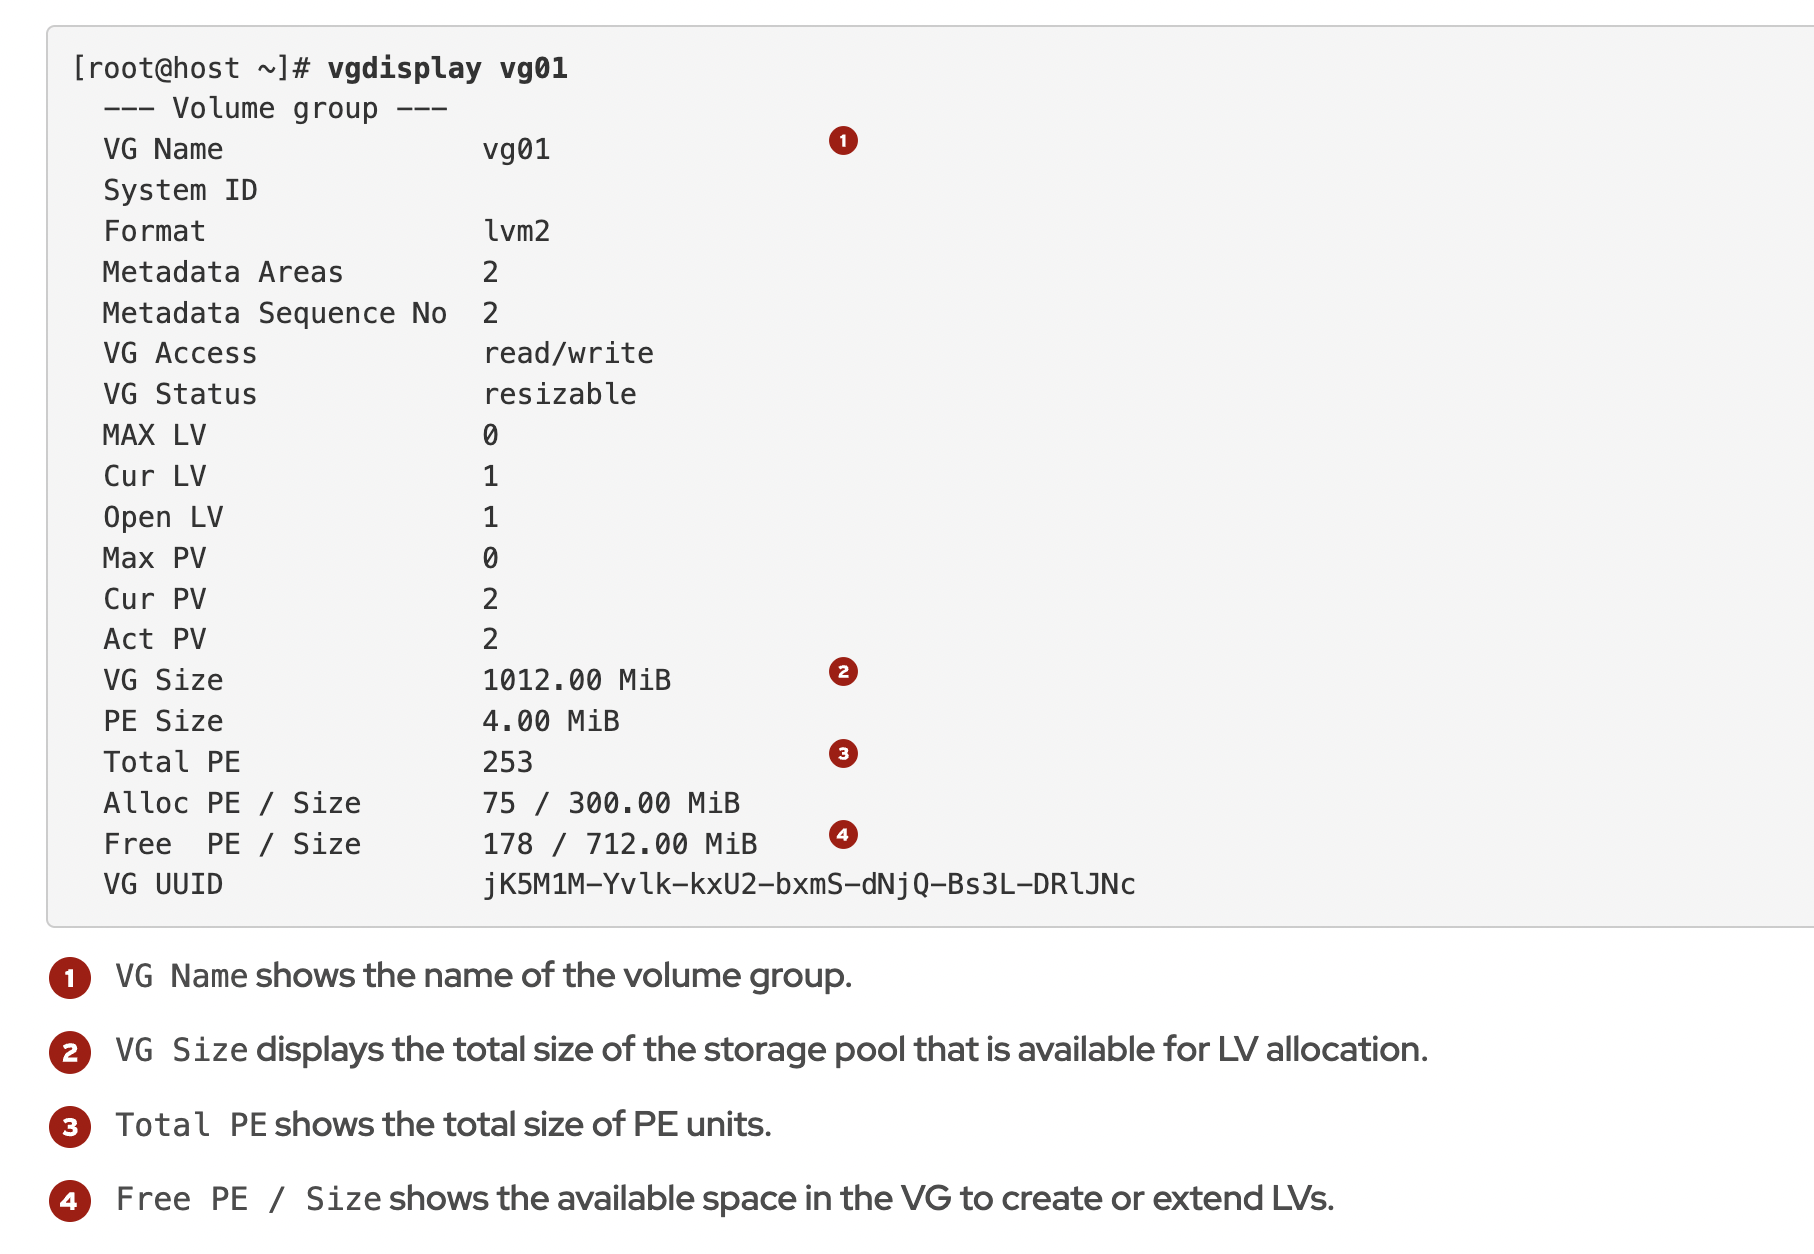 [root@host ~]# vgdisplay vg01
--- Volume group ---
VG Name vg01 1
System ID
Format lvm2
Metadata Areas 2
Metadata Sequence No 2
VG Access read/write
VG Status resizable
MAX LV 0
Cur LV 1
Open LV 1
Max PV 0
Cur PV 2
Act PV 2
VG Size 1012.00 MiB 2
PE Size 4.00 MiB
Total PE 253 3
Alloc PE / Size 75 / 300.00 MiB
Free  PE / Size 178 / 712.00 MiB 4
VG UUID jK5M1M-Yvlk-kxU2-bxmS-dNjQ-Bs3L-DRlJNc
1 VG Name shows the name of the volume group.
2 VG Size displays the total size of the storage pool that is available for LV allocation.
3 Total PE shows the total size of PE units.
4 Free PE / Size shows the available space in the VG to create or extend LVs.